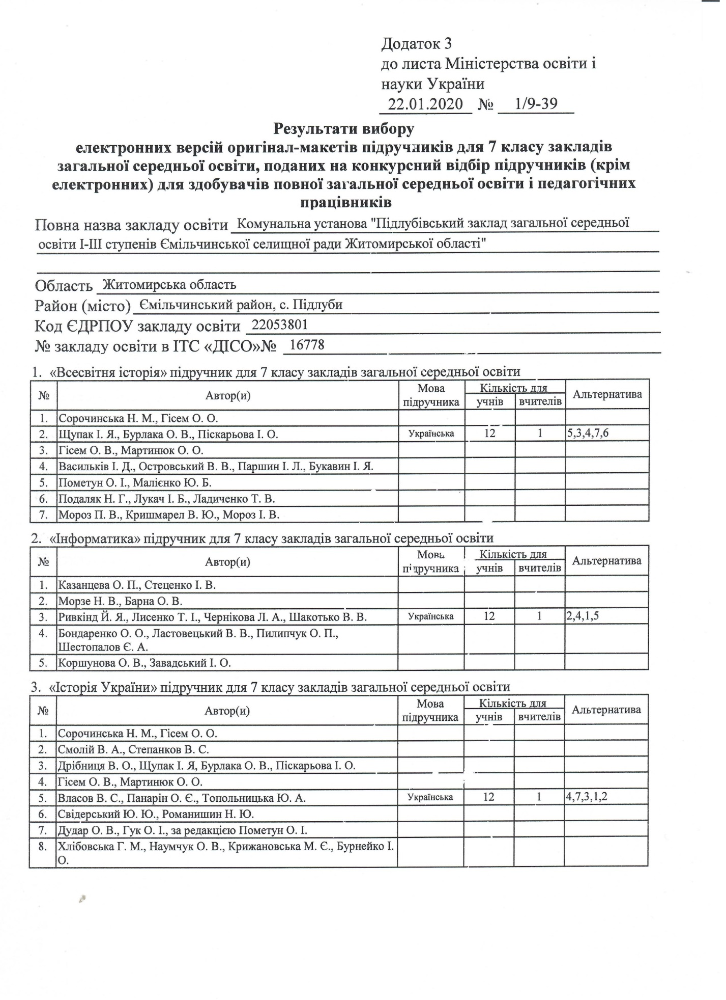 Додаток 3
до листа Міністерства освіти і
науки України
22.01.2020 № 1/9-39
Результати вибору
електронних версій оригінал-макетів підручників для 7 класу закладів
загальної середньої освіти, поданих на конкурсний відбір підручників (крім
електронних) для здобувачів повної загальної середньої освіти і педагогічних
працівників
Повна назва закладу освіти Комунальна установа "Підлубівський заклад загальної середньої
освіти І-ІІІ ступенів Ємільчинської селищної ради Житомирської області"
Область Житомирська область
Район (місто) Ємільчинський район, с. Підлуби
Код ЄДРПОУ закладу освіти 22053801
№ закладу освіти в ІТС «ДІСО»№ 16778
1. «Всесвітня історія» підручник для 7 класу закладів загальної середньої освіти
№ Автор(и) Мова підручника Кількість для учнів вчителів Альтернатива
1. Сорочинська Н. М., Гісем О. О.
2. Щупак І. Я., Бурлака О. В., Піскарьова І. О. Українська 12 1 5,3,4,7,6
3. Гісем О. В., Мартинюк О. О.
4. Васильків І. Д., Островський В. В., Паршин І. Л., Букавин І. Я.
5. Пометун О. І., Малієнко Ю. Б.
6. Подаляк Н. Г., Лукач І. Б., Ладиченко Т. В.
7. Мороз П. В., Кришмарел В. Ю., Мороз І. В.
2. «Інформатика» підручник для 7 класу закладів загальної середньої освіти
№ Автор(и) Мова підручника Кількість для учнів вчителів Альтернатива
1. Казанцева О. П., Стеценко І. В.
2. Морзе Н. В., Барна О. В.
3. Ривкінд Й. Я., Лисенко Т. І., Чернікова Л. А., Шакотько В. В. Українська 12 1 2,4,1,5
4. Бондаренко О. О., Ластовецький В. В., Пилипчук О. П.,
Шестопалов Є. А.
5. Коршунова О. В., Завадський І. О.
3. «Історія України» підручник для 7 класу закладів загальної середньої освіти
№ Автор(и) Мова підручника Кількість для учнів вчителів Альтернатива
1. Сорочинська Н. М., Гісем О. О.
2. Смолій В. А., Степанков В. С.
3. Дрібниця В. О., Щупак І. Я, Бурлака О. В., Піскарьова І. О.
4. Гісем О. В., Мартинюк О. О.
5. Власов В. С., Панарін О. Є., Топольницька Ю. А. Українська 12 1 4,7,3,1,2
6. Свідерський Ю. Ю., Романишин Н. Ю.
7. Дудар О. В., Гук О. І., за редакцією Пометун О. І.
8. Хлібовська Г. М., Наумчук О. В., Крижановська М. Є., Бурнейко І.
О.